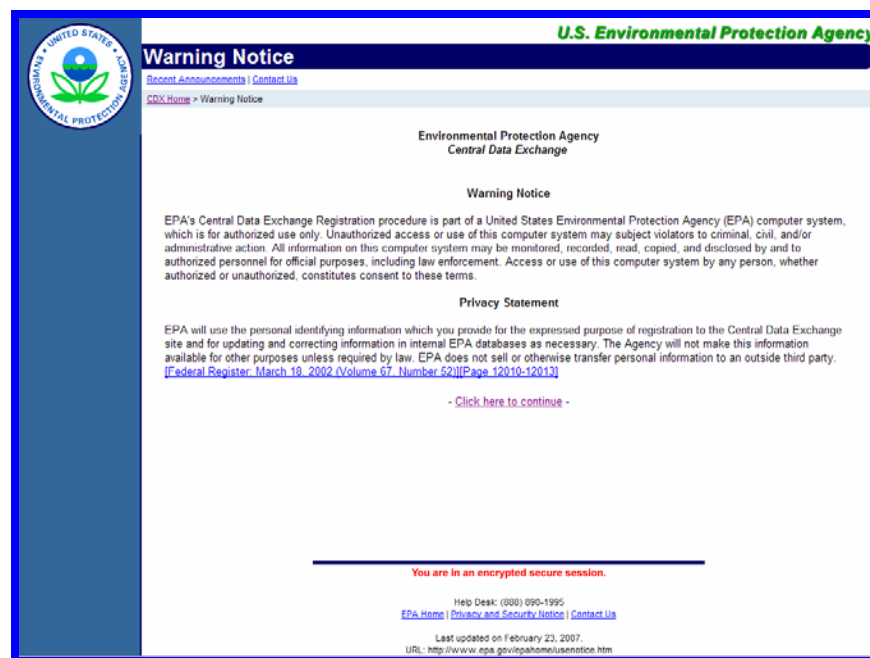 U.S. Environmental Protection Agency
UNITED STATES
ENVIRONMENTAL PROTECTION AGENCY
Warning Notice
Recent Announcements | Contact Us
CDX Home > Warning Notice
Environmental Protection Agency
Central Data Exchange
Warning Notice
EPA's Central Data Exchange Registration procedure is part of a United States Environmental Protection Agency (EPA) computer system,
which is for authorized use only. Unauthorized access or use of this computer system may subject violators to criminal, civil, and/or
administrative action. All information on this computer system may be monitored, recorded, read, copied, and disclosed by and to
authorized personnel for official purposes, including law enforcement. Access or use of this computer system by any person, whether
authorized or unauthorized, constitutes consent to these terms.
Privacy Statement
EPA will use the personal identifying information which you provide for the expressed purpose of registration to the Central Data Exchange
site and for updating and correcting information in internal EPA databases as necessary. The Agency will not make this information
available for other purposes unless required by law. EPA does not sell or otherwise transfer personal information to an outside third party.
[Federal Register: March 18, 2002 (Volume 67, Number 52)][Page 12010-12013]
- Click here to continue -
You are in an encrypted secure session.
Help Desk: (888) 890-1995
EPA Home | Privacy and Security Notice | Contact Us
Last updated on February 23, 2007.
URL: http://www.epa.gov/epahome/usenotice.htm